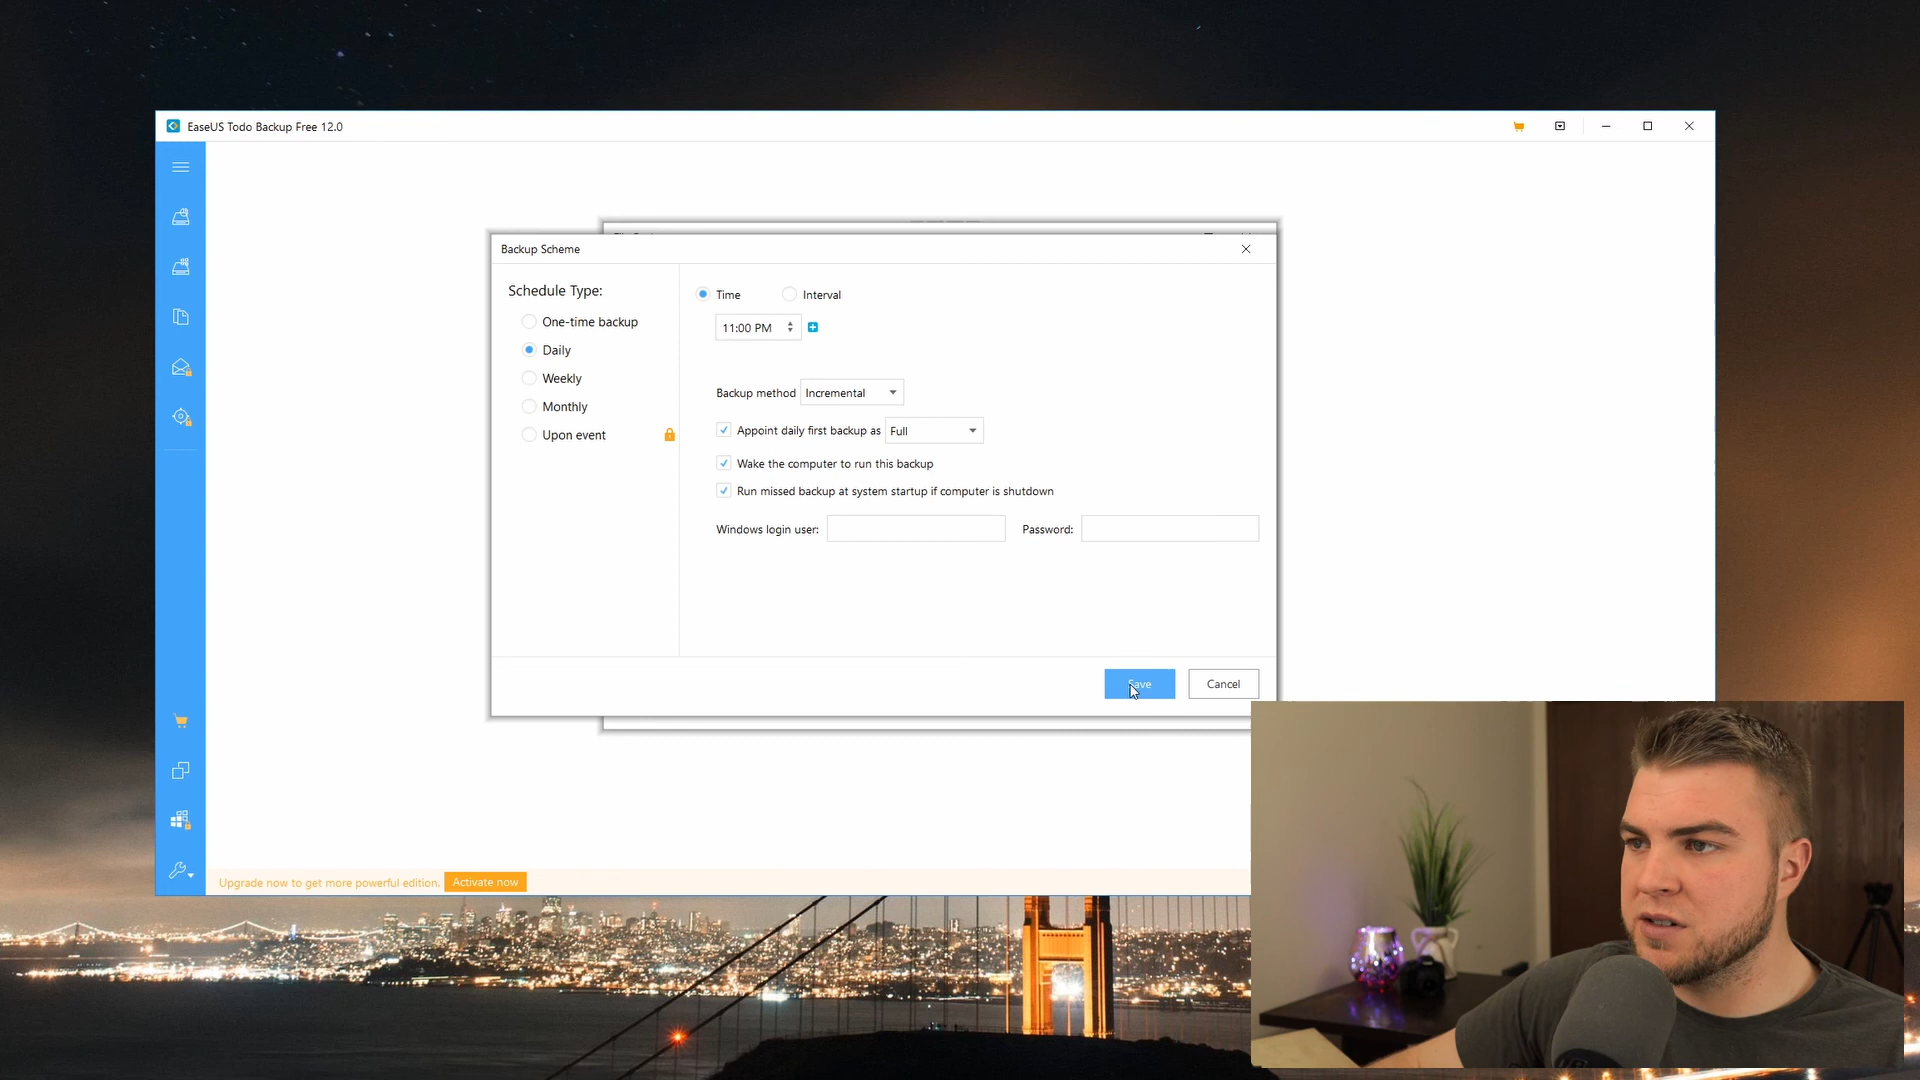 EaseUS Todo Backup Free 12.0
Backup Scheme
Schedule Type:
One-time backup
Daily
Weekly
Monthly
Upon event
Time
Interval
11:00 PM
Backup method
Incremental
Appoint daily first backup as
Full
Wake the computer to run this backup
Run missed backup at system startup if computer is shutdown
Windows login user:
Password:
Save
Cancel
Upgrade now to get more powerful edition.
Activate now